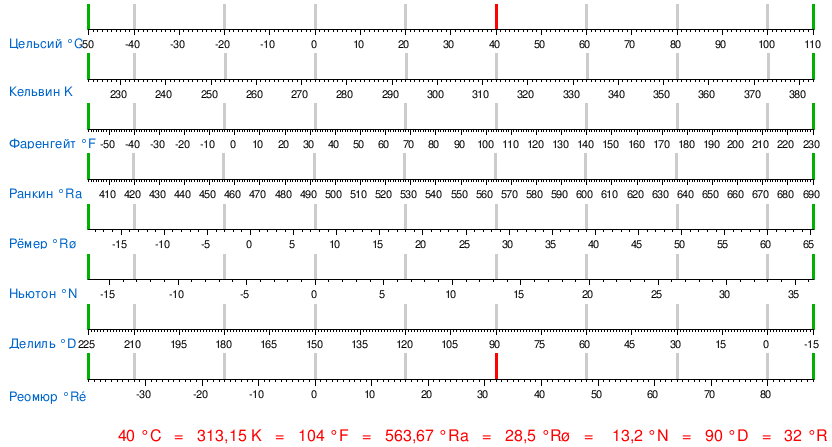 Цельсий °C -50 -40 -30 -20 -10 0 10 20 30 40 50 60 70 80 90 100 110
Кельвин K 230 240 250 260 270 280 290 300 310 320 330 340 350 360 370 380
Фаренгейт °F -50 -40 -30 -20 -10 0 10 20 30 40 50 60 70 80 90 100 110 120 130 140 150 160 170 180 190 200 210 220 230
Ранкин °Ra 410 420 430 440 450 460 470 480 490 500 510 520 530 540 550 560 570 580 590 600 610 620 630 640 650 660 670 680 690
Рёмер °Rø -15 -10 -5 0 5 10 15 20 25 30 35 40 45 50 55 60 65
Ньютон °N -15 -10 -5 0 5 10 15 20 25 30 35
Делиль °D 225 210 195 180 165 150 135 120 105 90 75 60 45 30 15 0 -15
Реомюр °Ré -30 -20 -10 0 10 20 30 40 50 60 70 80
40 °C = 313,15 K = 104 °F = 563,67 °Ra = 28,5 °Rø = 13,2 °N = 90 °D = 32 °R